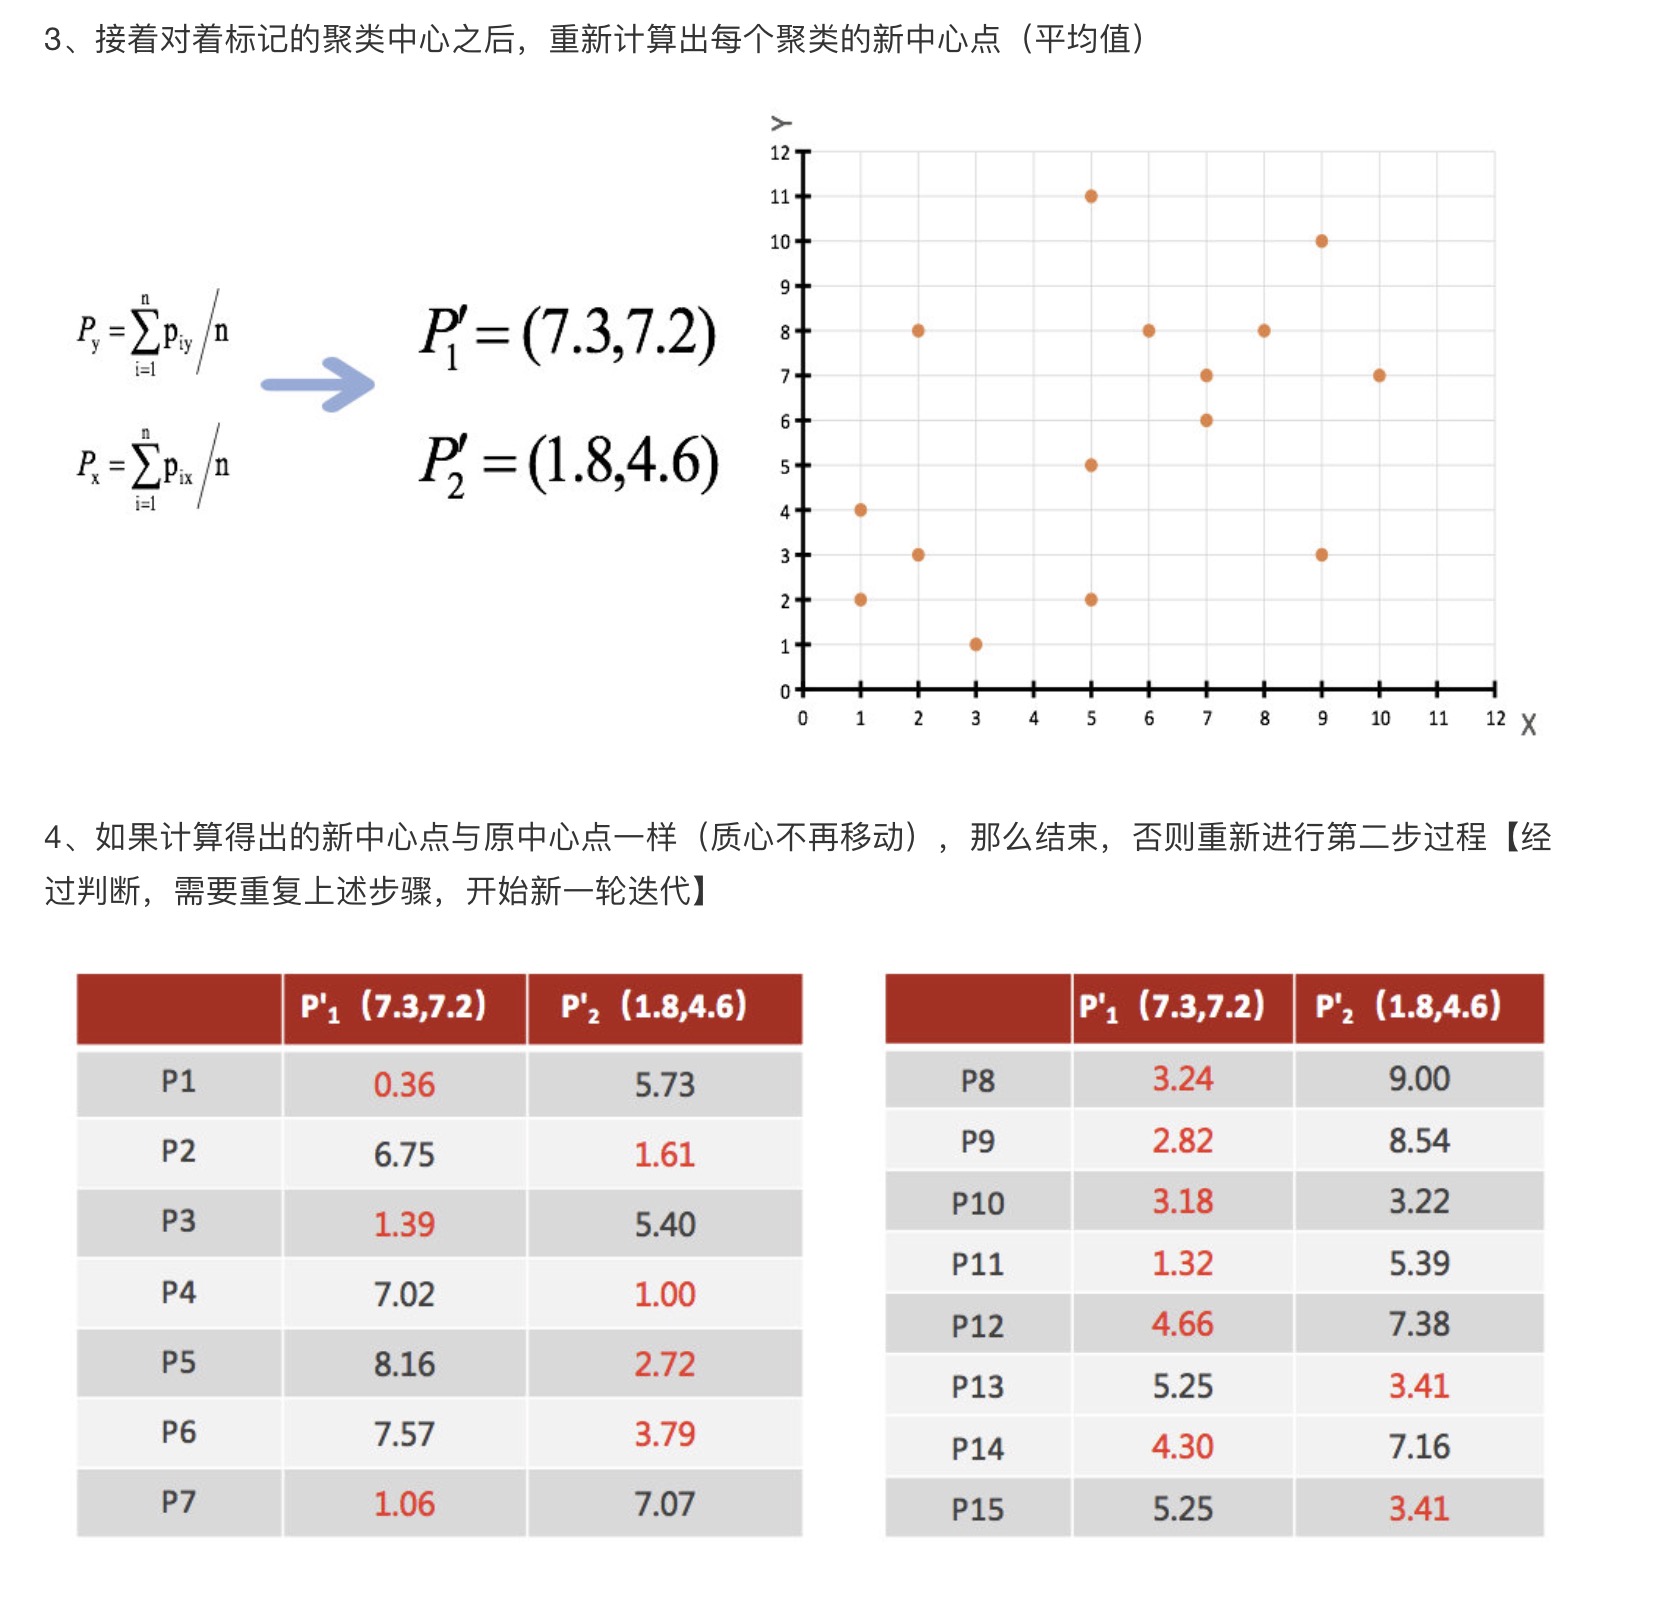 3、接着对着标记的聚类中心之后，重新计算出每个聚类的新中心点（平均值）
P_y = ∑_{i=1}^{n} p_{iy} / n
P_x = ∑_{i=1}^{n} p_{ix} / n
P'_1 = (7.3,7.2)
P'_2 = (1.8,4.6)
Y
12
11
10
9
8
7
6
5
4
3
2
1
0
0 1 2 3 4 5 6 7 8 9 10 11 12 X
4、如果计算得出的新中心点与原中心点一样（质心不再移动），那么结束，否则重新进行第二步过程【经
过判断，需要重复上述步骤，开始新一轮迭代】
P'1 (7.3,7.2) P'2 (1.8,4.6)
P1 0.36 5.73
P2 6.75 1.61
P3 1.39 5.40
P4 7.02 1.00
P5 8.16 2.72
P6 7.57 3.79
P7 1.06 7.07
P'1 (7.3,7.2) P'2 (1.8,4.6)
P8 3.24 9.00
P9 2.82 8.54
P10 3.18 3.22
P11 1.32 5.39
P12 4.66 7.38
P13 5.25 3.41
P14 4.30 7.16
P15 5.25 3.41